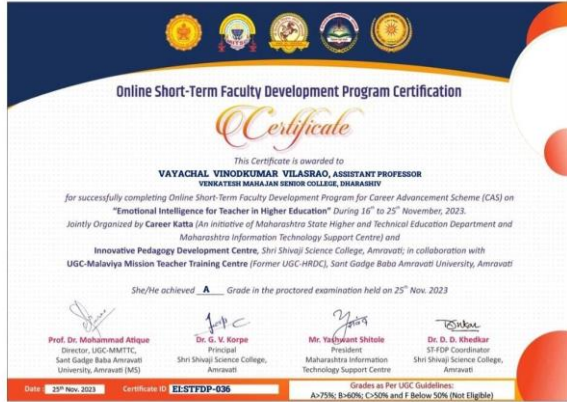 Online Short-Term Faculty Development Program Certification
Certificate
This Certificate is awarded to
VAYACHAL VINODKUMAR VILASRAO, ASSISTANT PROFESSOR
VENKATESH MAHAJAN SENIOR COLLEGE, DHARASHIV
for successfully completing Online Short-Term Faculty Development Program for Career Advancement Scheme (CAS) on
"Emotional Intelligence for Teacher in Higher Education" During 16th to 25th November, 2023.
Jointly Organized by Career Katta (An initiative of Maharashtra State Higher and Technical Education Department and
Maharashtra Information Technology Support Centre) and
Innovative Pedagogy Development Centre, Shri Shivaji Science College, Amravati; in collaboration with
UGC-Malaviya Mission Teacher Training Centre (Former UGC-HRDC), Sant Gadge Baba Amravati University, Amravati
She/He achieved A Grade in the proctored examination held on 25th Nov. 2023
Prof. Dr. Mohammad Atique
Director, UGC-MMTTC,
Sant Gadge Baba Amravati
University, Amravati (MS)
Dr. G. V. Korpe
Principal
Shri Shivaji Science College,
Amravati
Mr. Yashwant Shitole
President
Maharashtra Information
Technology Support Centre
Dr. D. D. Khedkar
ST-FDP Coordinator
Shri Shivaji Science College,
Amravati
Date : 25th Nov. 2023 Certificate ID EI:STFDP-036
Grades as Per UGC Guidelines:
A>75%; B>60%; C>50% and F Below 50% (Not Eligible)